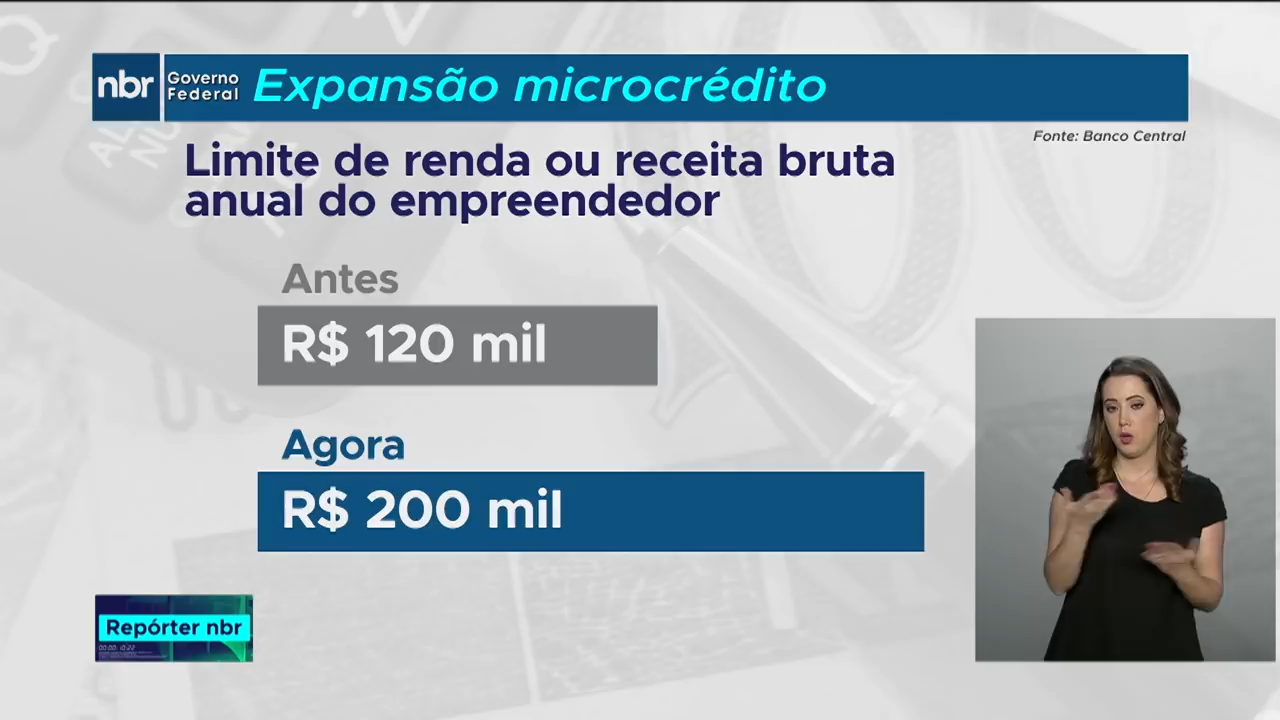 nbr
Governo
Federal
Expansão microcrédito
Fonte: Banco Central
Limite de renda ou receita bruta
anual do empreendedor
Antes
R$ 120 mil
Agora
R$ 200 mil
Repórter nbr